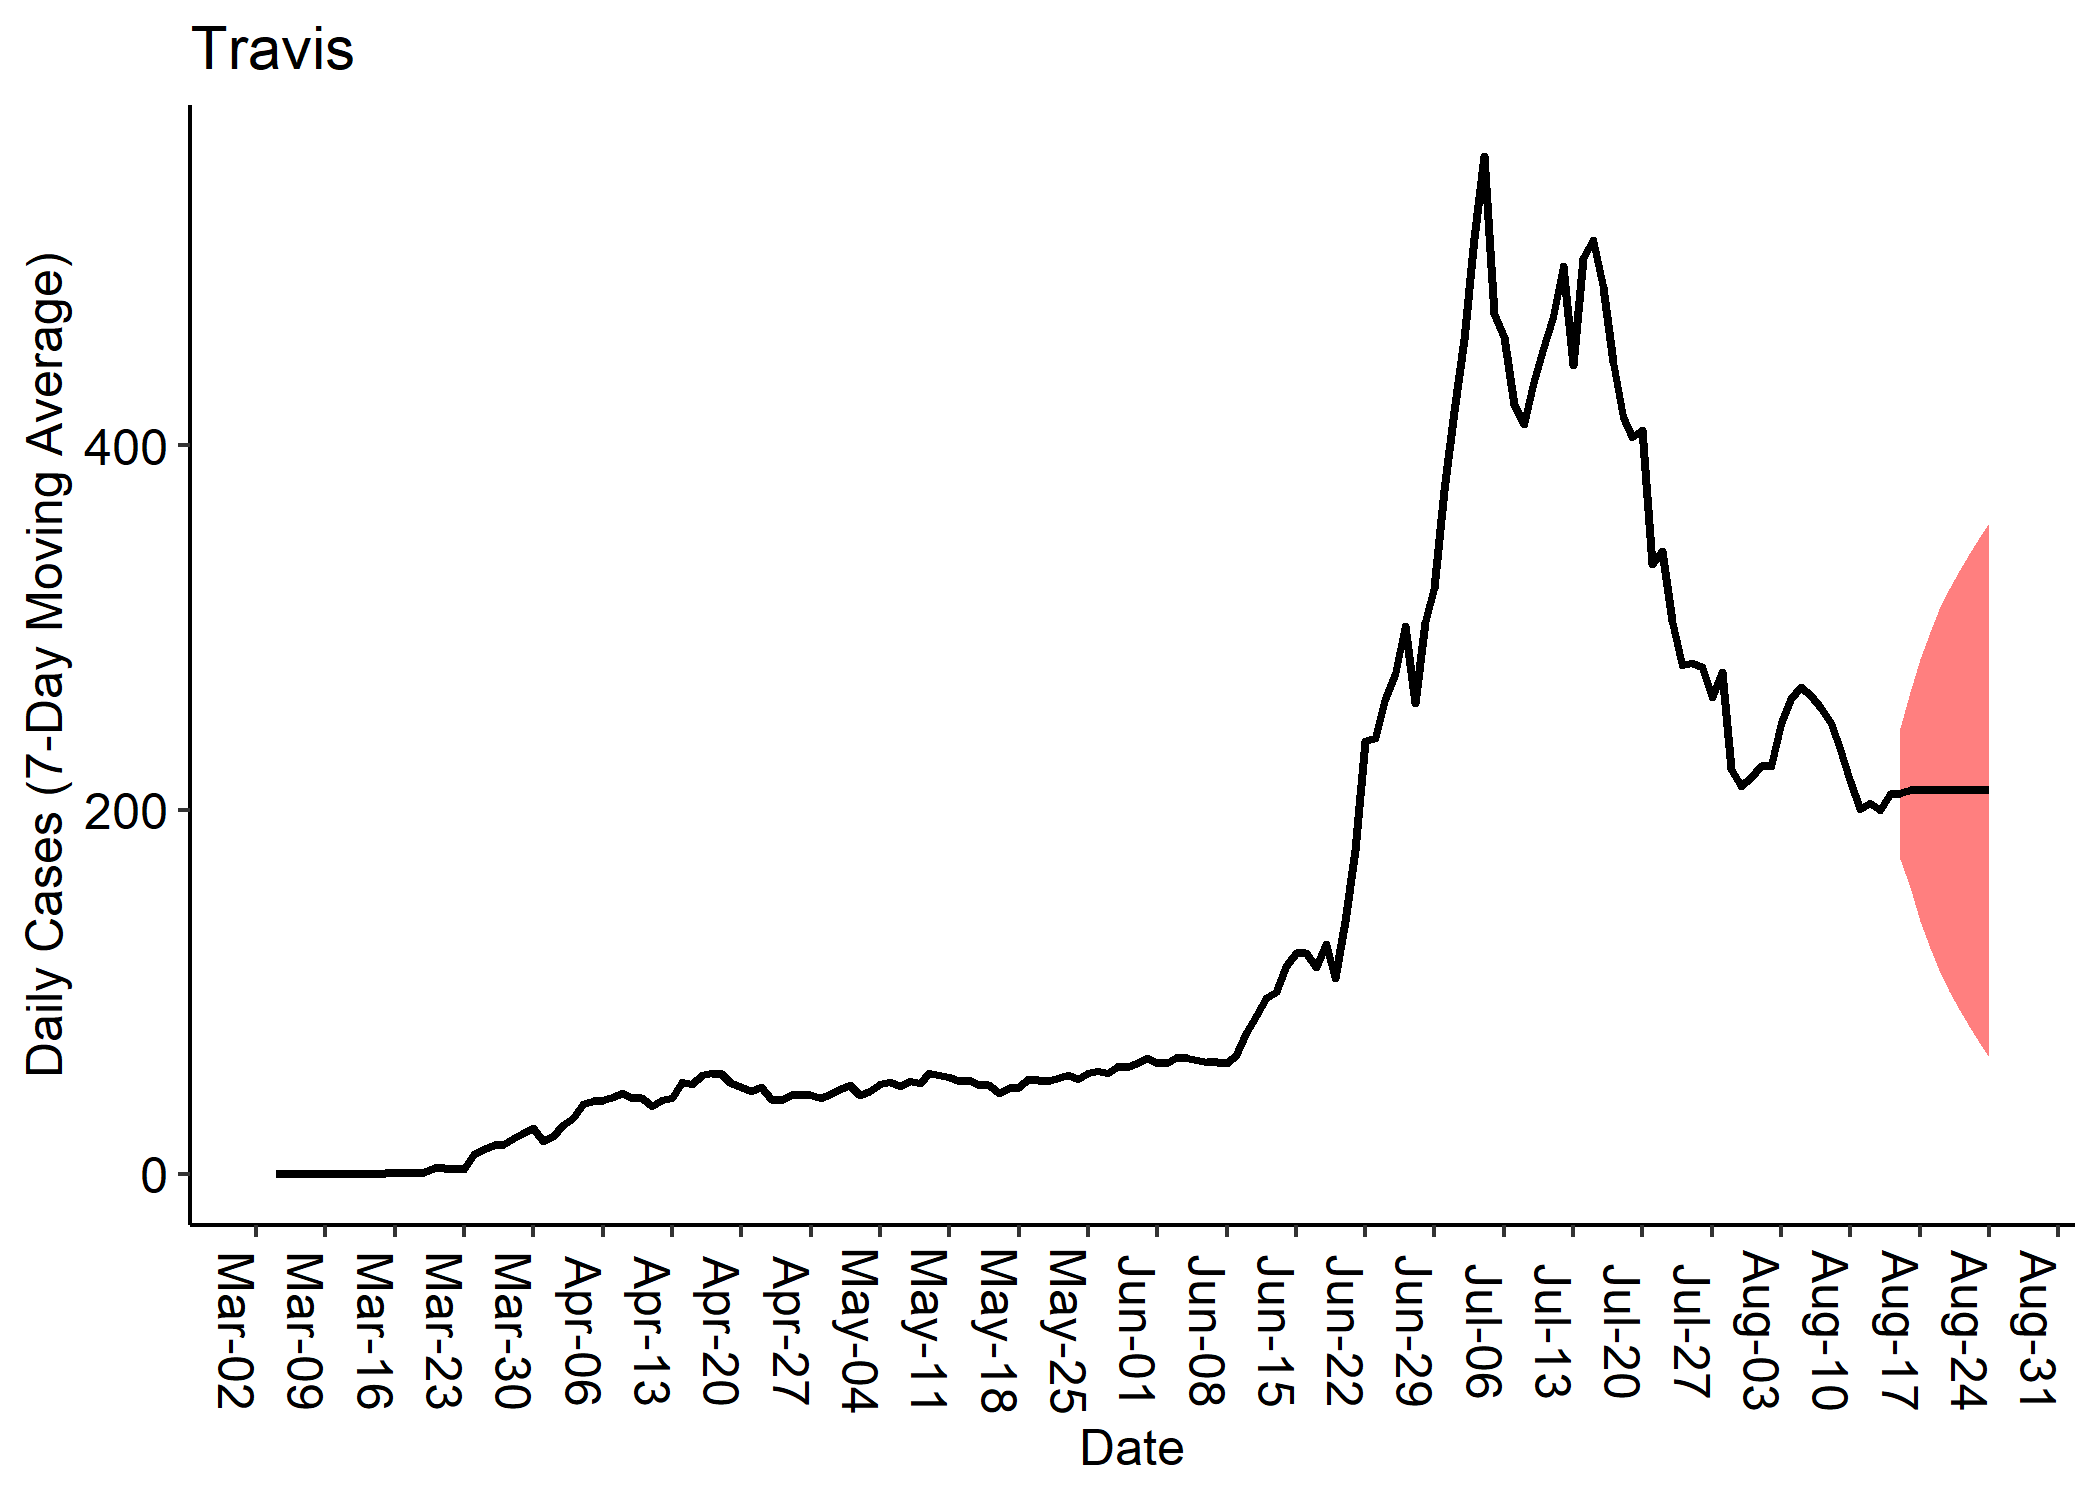 Travis
Daily Cases (7-Day Moving Average)
400
200
0
Mar-02
Mar-09
Mar-16
Mar-23
Mar-30
Apr-06
Apr-13
Apr-20
Apr-27
May-04
May-11
May-18
May-25
Jun-01
Jun-08
Jun-15
Jun-22
Jun-29
Jul-06
Jul-13
Jul-20
Jul-27
Aug-03
Aug-10
Aug-17
Aug-24
Aug-31
Date